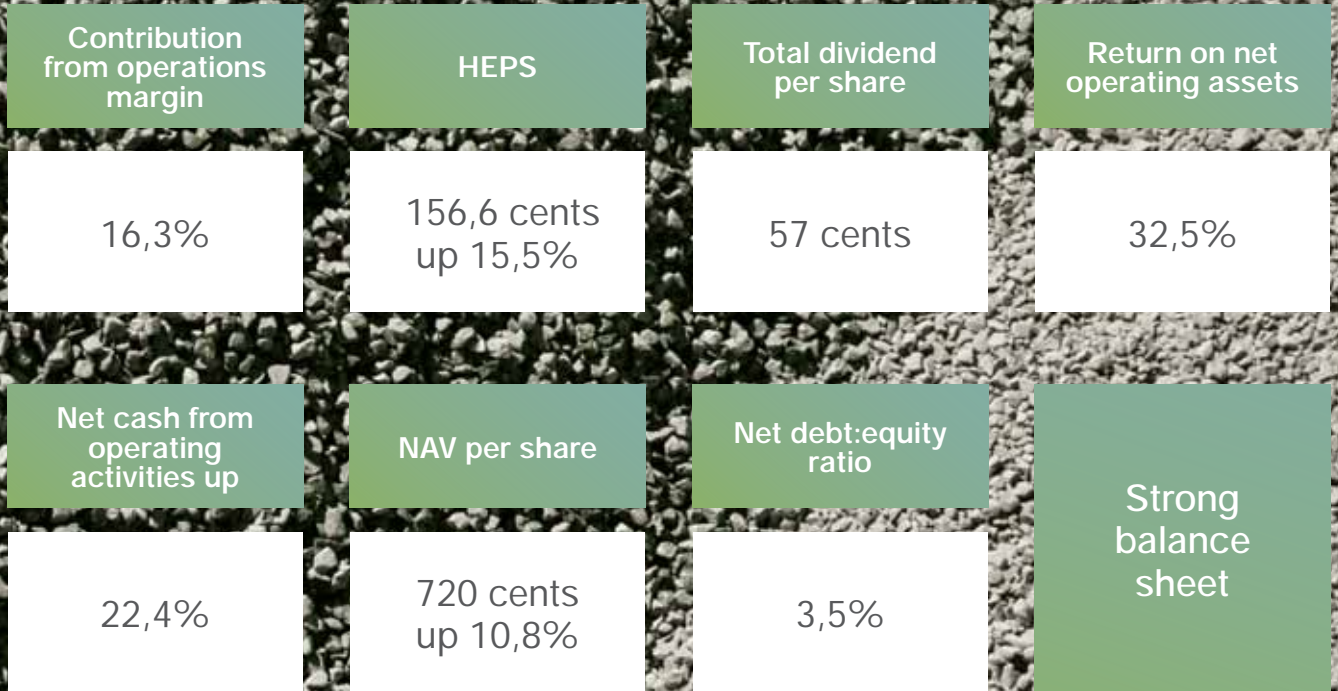 Contribution
from operations
margin
16,3%
HEPS
156,6 cents
up 15,5%
Total dividend
per share
57 cents
Return on net
operating assets
32,5%
Net cash from
operating
activities up
22,4%
NAV per share
720 cents
up 10,8%
Net debt:equity
ratio
3,5%
Strong
balance
sheet